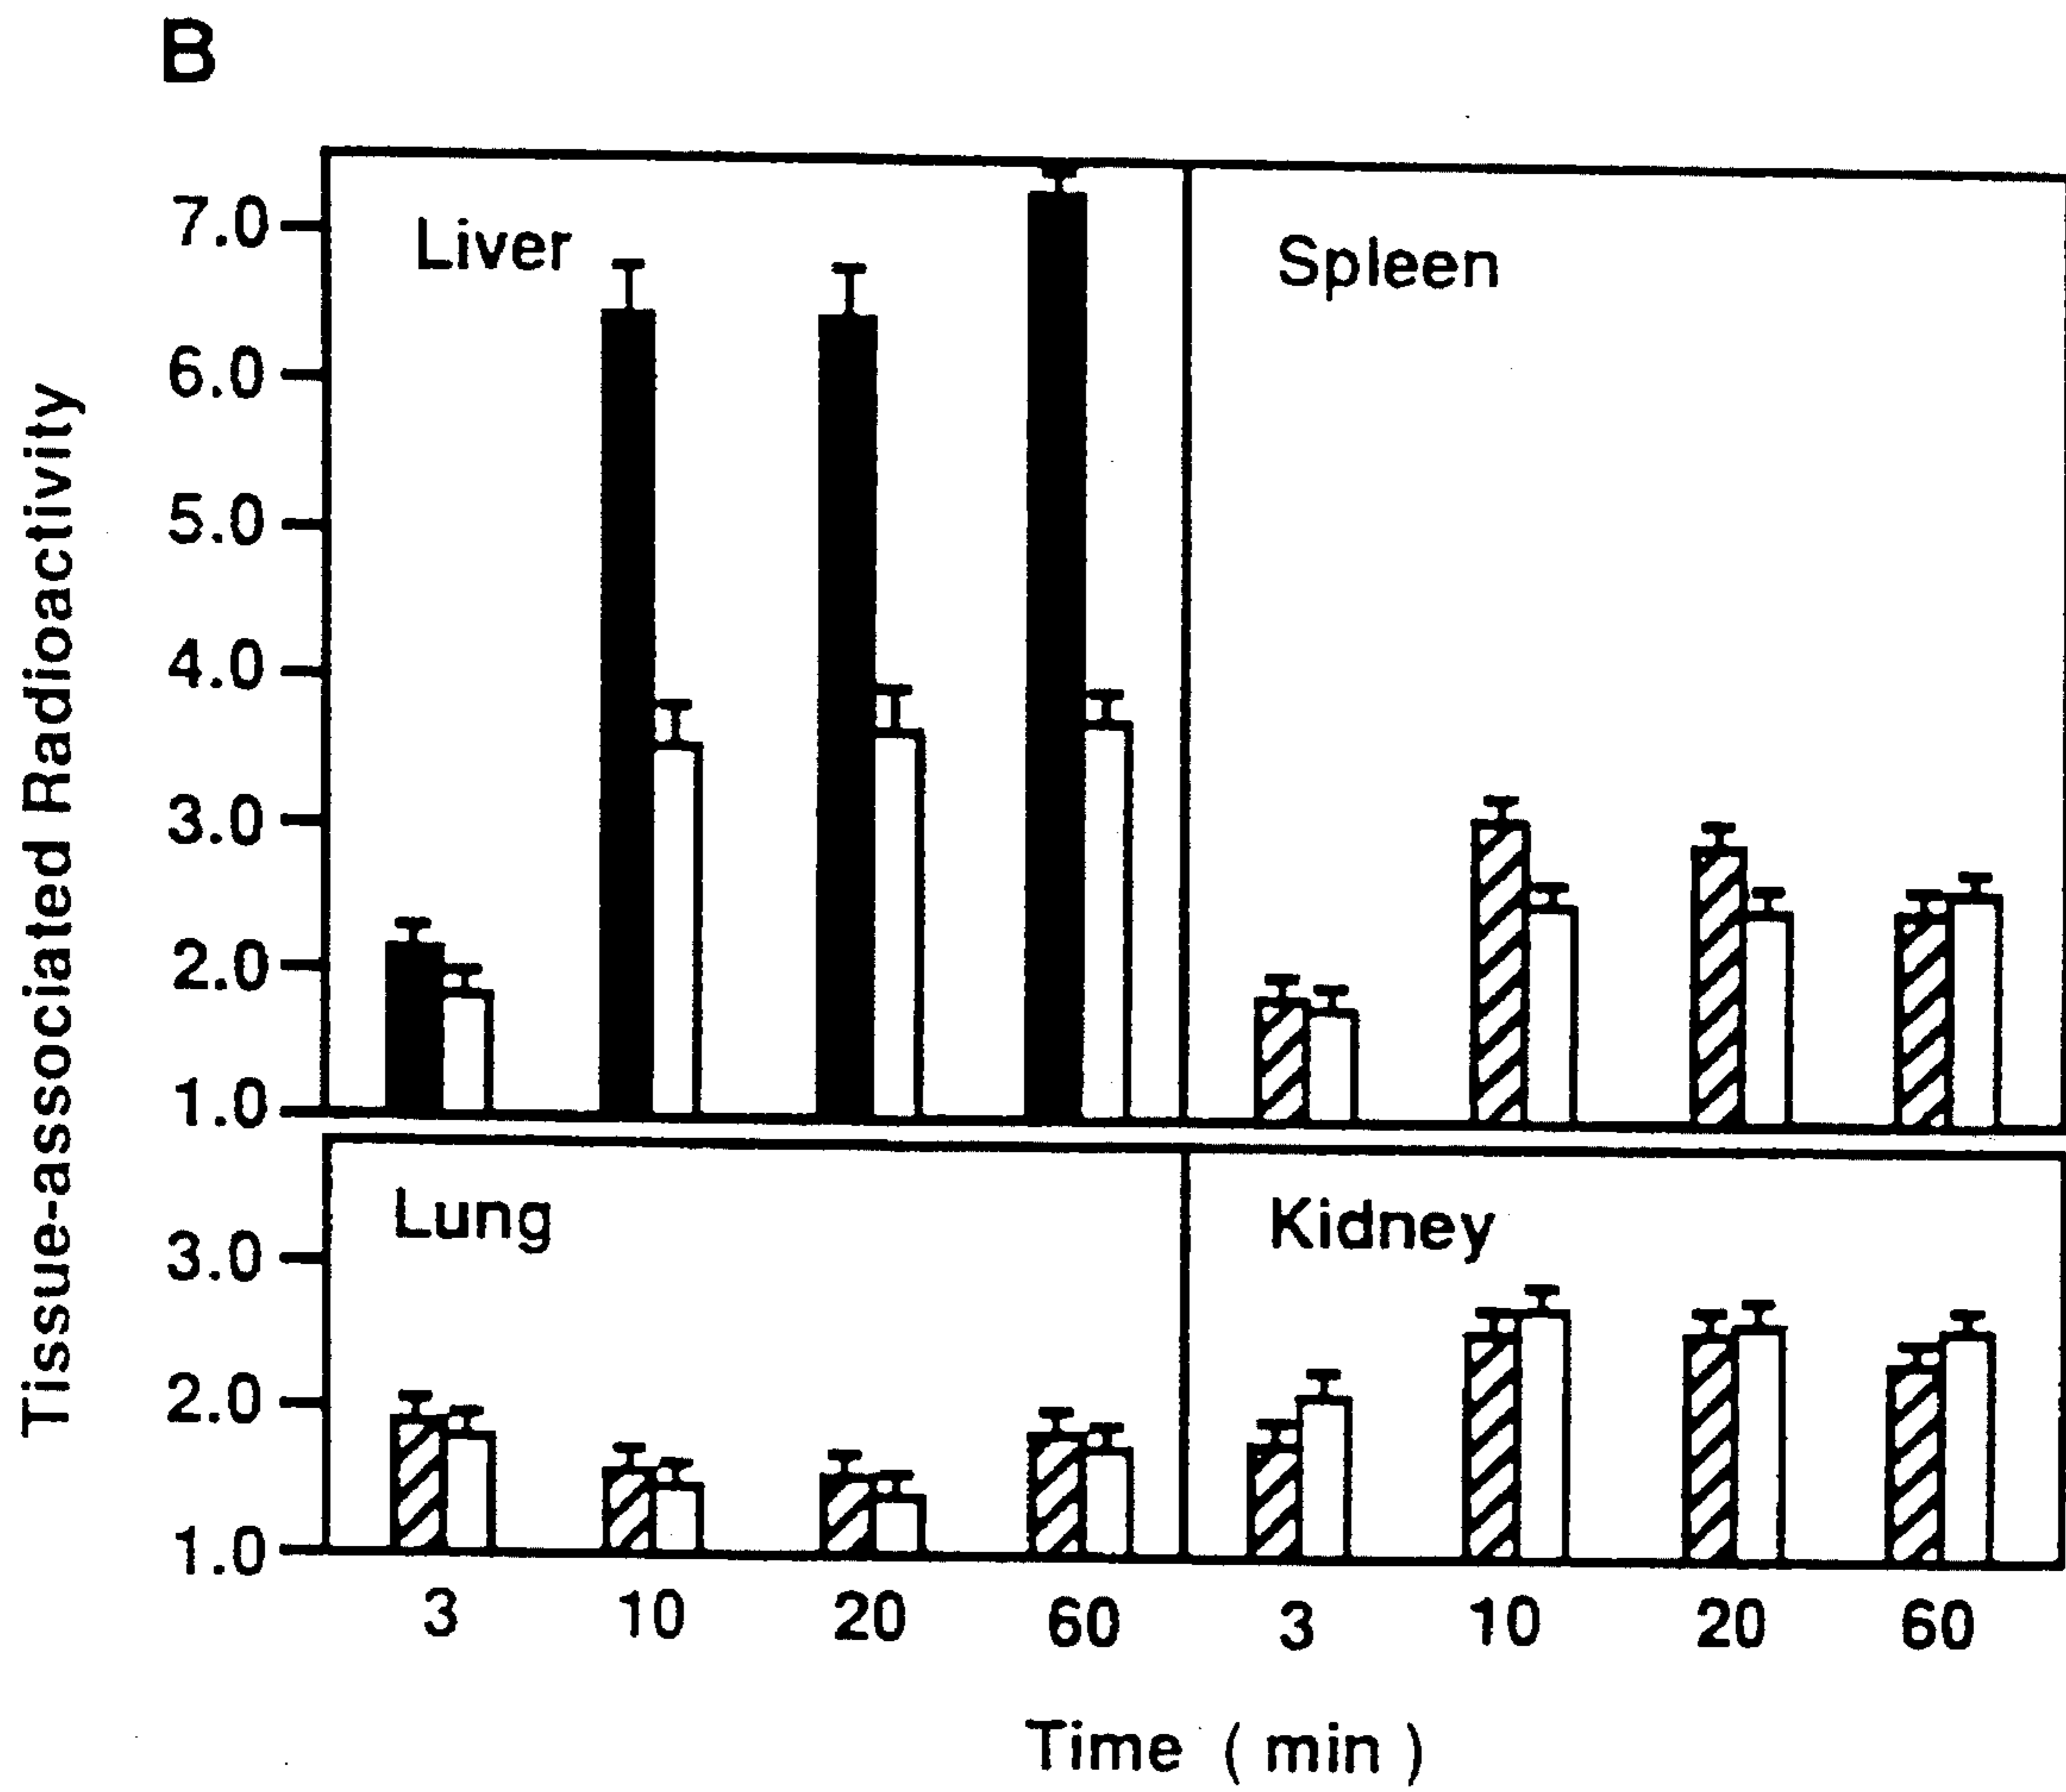 B
Tissue-associated Radioactivity
7.0
6.0
5.0
4.0
3.0
2.0
1.0
Liver
Spleen
3.0
2.0
1.0
Lung
Kidney
3 10 20 60 3 10 20 60
Time ( min )